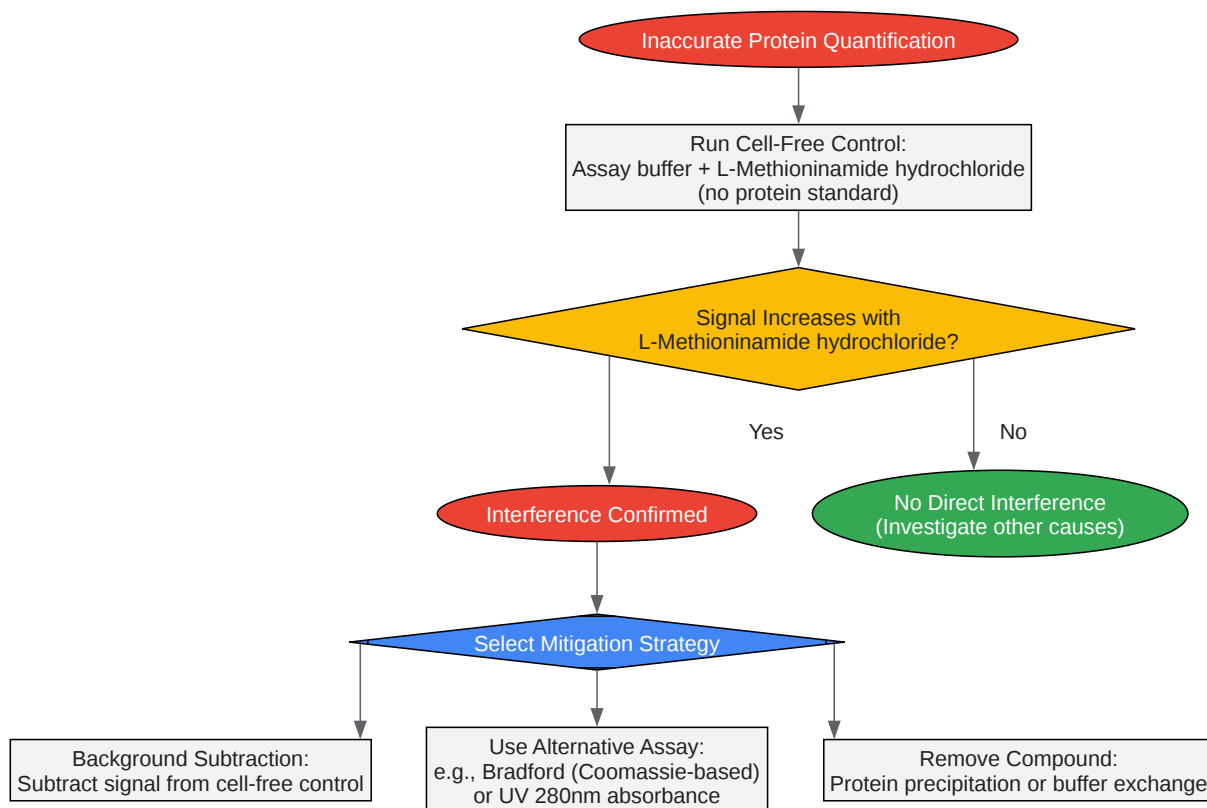 Inaccurate Protein Quantification
Run Cell-Free Control:
Assay buffer + L-Methioninamide hydrochloride
(no protein standard)
Signal Increases with
L-Methioninamide hydrochloride?
Yes
No
Interference Confirmed
No Direct Interference
(Investigate other causes)
Select Mitigation Strategy
Background Subtraction:
Subtract signal from cell-free control
Use Alternative Assay:
e.g., Bradford (Coomassie-based)
or UV 280nm absorbance
Remove Compound:
Protein precipitation or buffer exchange